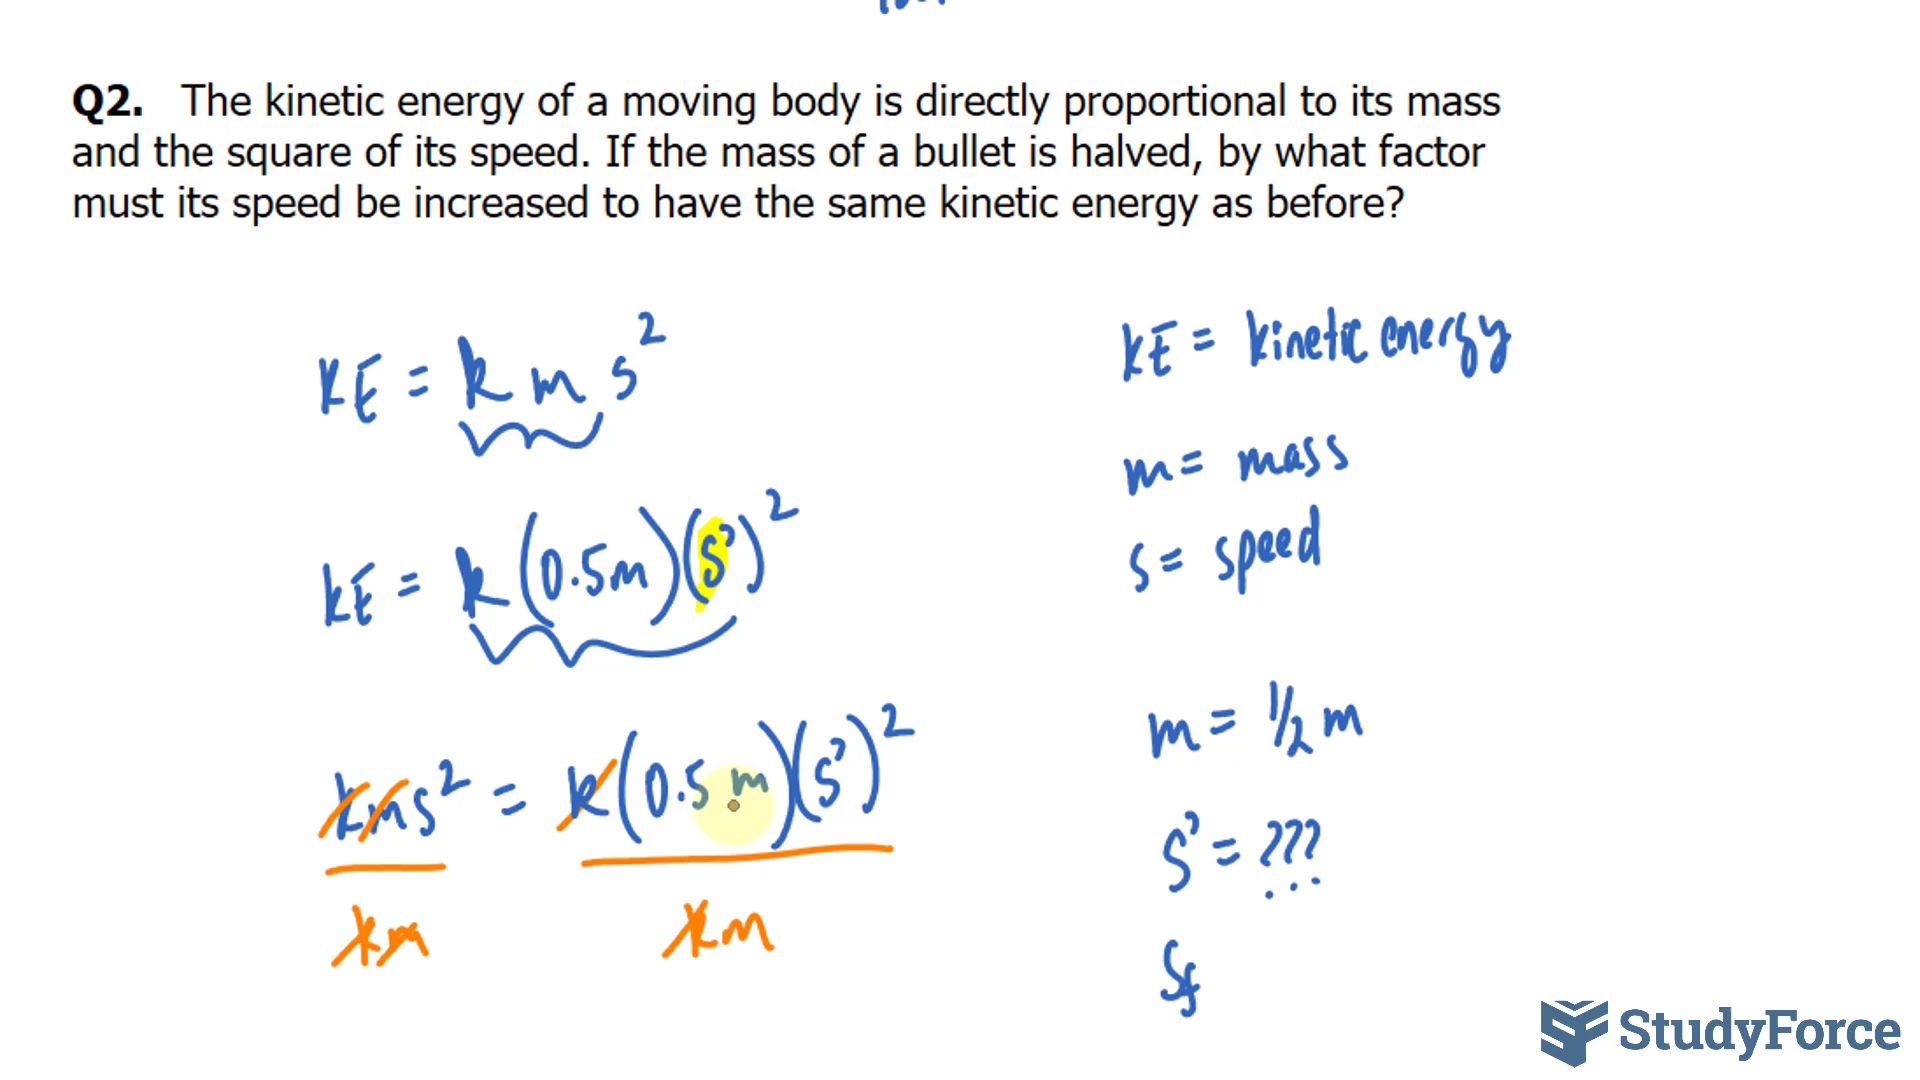 Q2. The kinetic energy of a moving body is directly proportional to its mass
and the square of its speed. If the mass of a bullet is halved, by what factor
must its speed be increased to have the same kinetic energy as before?
KE = k m s²
KE = k(0.5m)(s')²
kms² = k(0.5m)(s')²
km km
KE = kinetic energy
m = mass
s = speed
m = ½ m
s' = ???
Sf
StudyForce